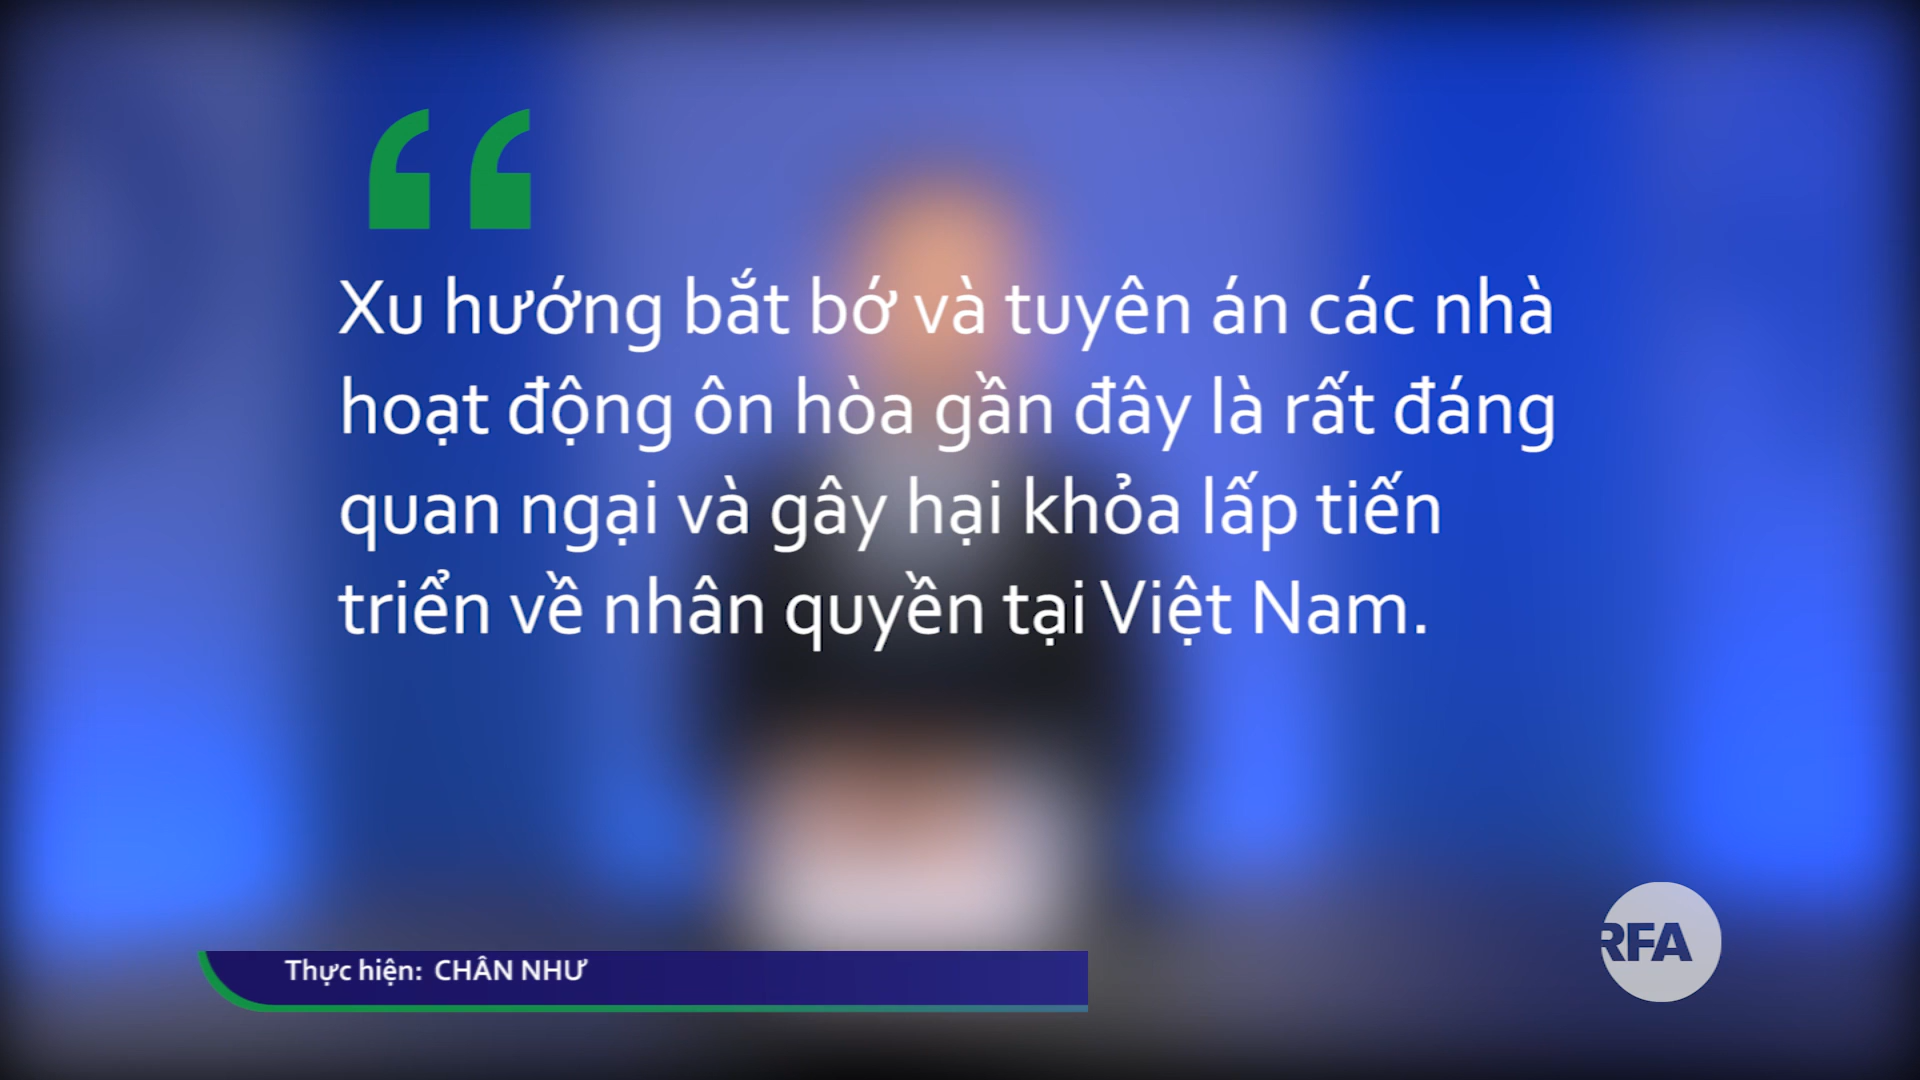 Xu hướng bắt bớ và tuyên án các nhà
hoạt động ôn hòa gần đây là rất đáng
quan ngại và gây hại khỏa lấp tiến
triển về nhân quyền tại Việt Nam.
Thực hiện: CHÂN NHƯ
RFA